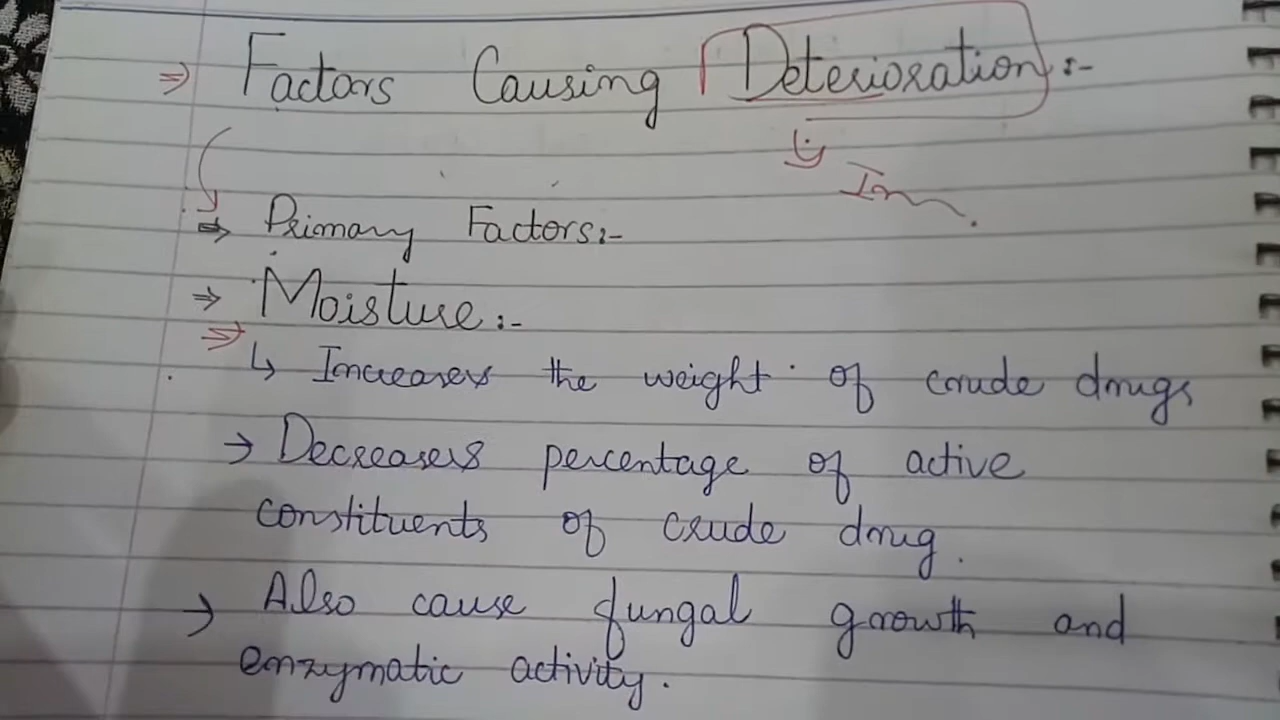 ⇒ Factors Causing Deterioration :-
Im
⇒ Primary Factors:-
⇒ Moisture :-
↳ Increases the weight of crude drugs
→ Decreases percentage of active
constituents of crude drug.
→ Also cause fungal growth and
enzymatic activity.